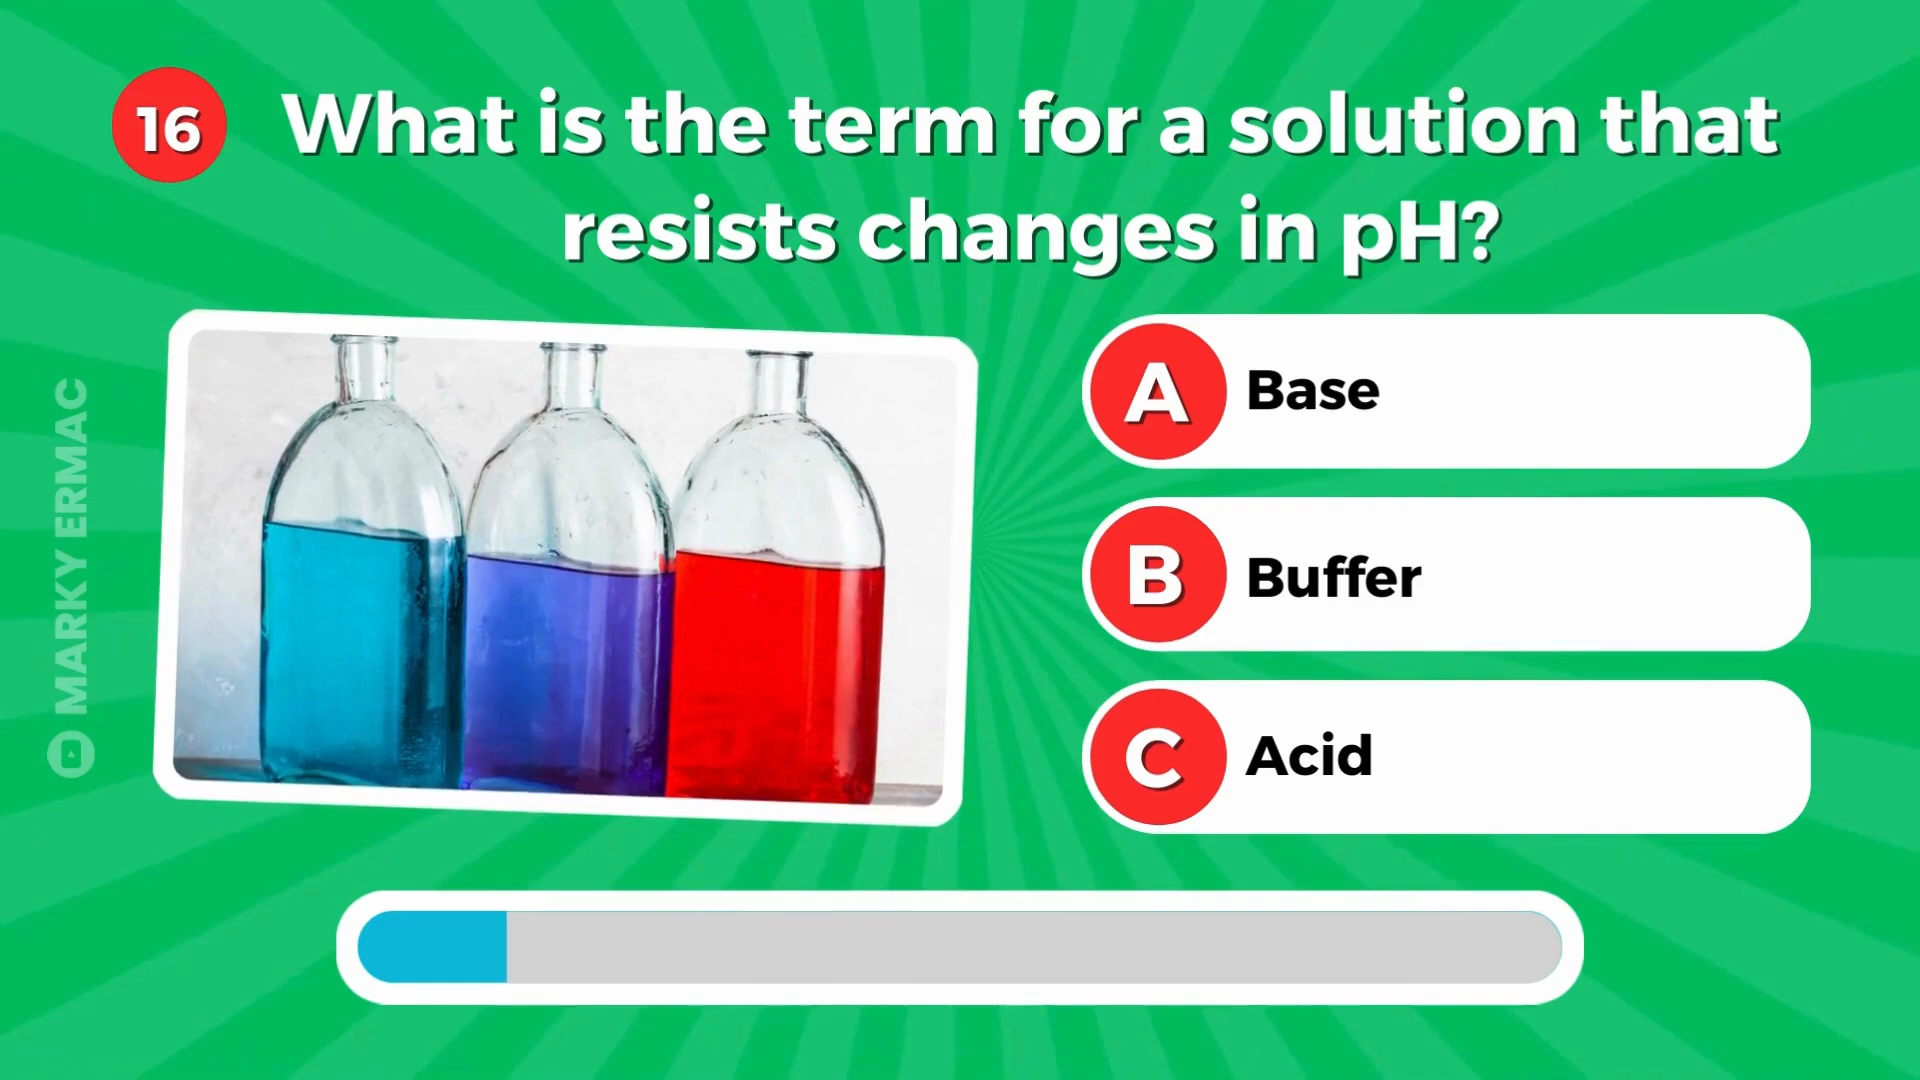 16
What is the term for a solution that
resists changes in pH?
A
Base
B
Buffer
C
Acid
MARKY ERMAC